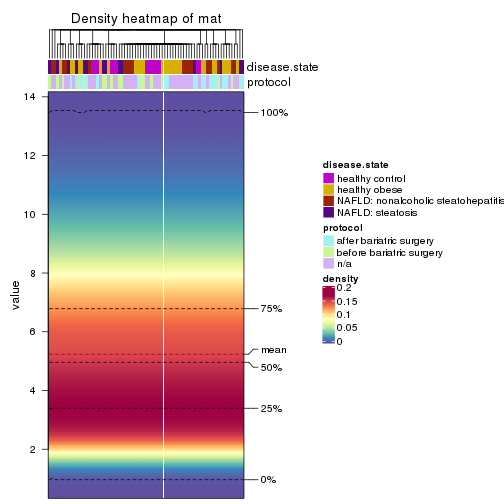 Density heatmap of mat
disease.state
protocol
value
14
12
10
8
6
4
2
100%
75%
mean
50%
25%
0%
disease.state
healthy control
healthy obese
NAFLD: nonalcoholic steatohepatitis
NAFLD: steatosis
protocol
after bariatric surgery
before bariatric surgery
n/a
density
0.2
0.15
0.1
0.05
0